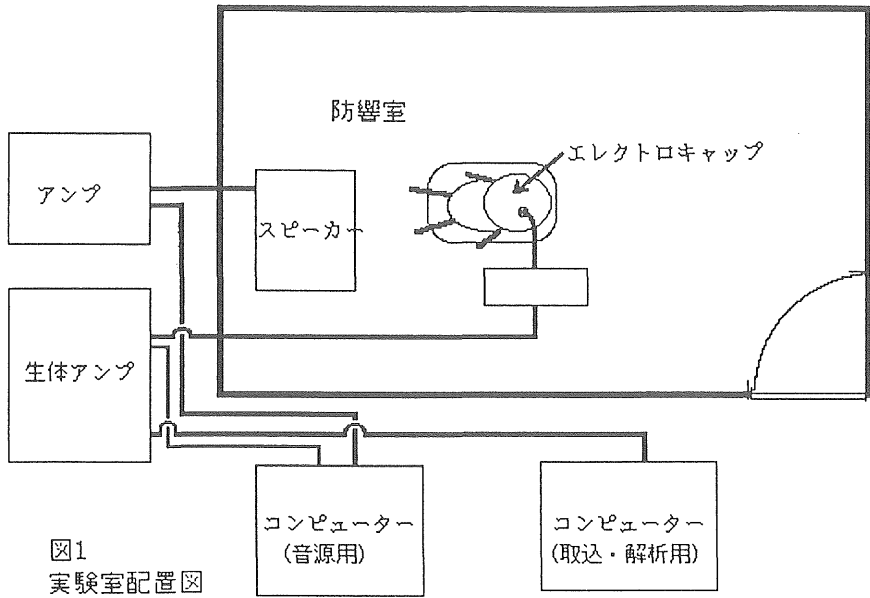 防響室
エレクトロキャップ
アンプ
スピーカー
生体アンプ
コンピューター
(音源用)
コンピューター
(取込・解析用)
図1
実験室配置図